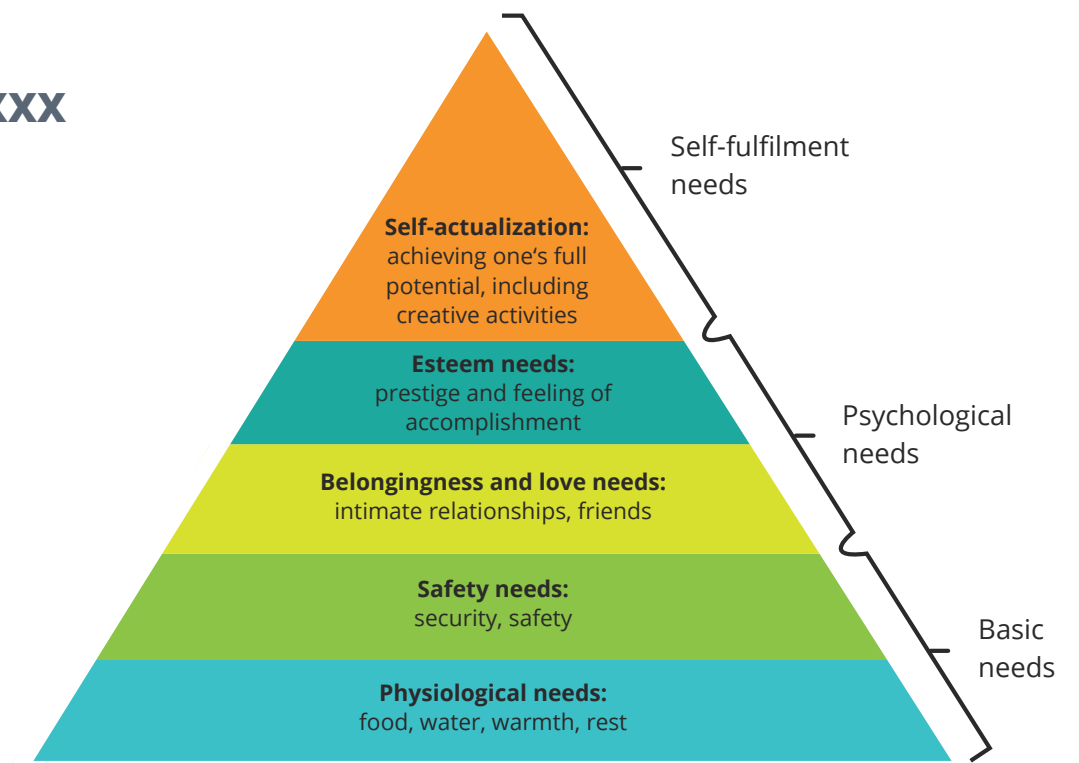 xxx
Self-fulfilment
needs
Self-actualization:
achieving one‘s full
potential, including
creative activities
Esteem needs:
prestige and feeling of
accomplishment
Psychological
needs
Belongingness and love needs:
intimate relationships, friends
Safety needs:
security, safety
Basic
needs
Physiological needs:
food, water, warmth, rest